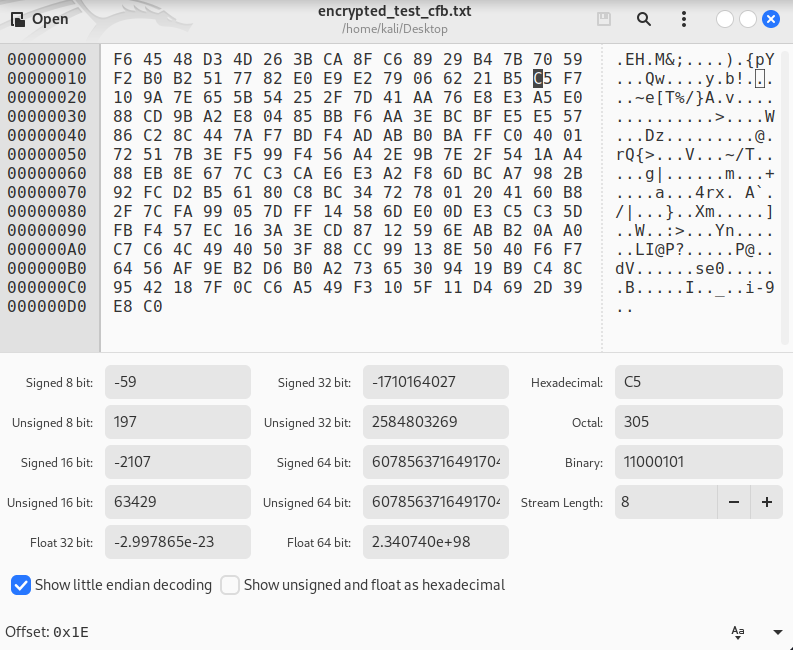 Open
encrypted_test_cfb.txt
/home/kali/Desktop
00000000 F6 45 48 D3 4D 26 3B CA 8F C6 89 29 B4 7B 70 59 .EH.M&;....).{pY
00000010 F2 B0 B2 51 77 82 E0 E9 E2 79 06 62 21 B5 C5 F7 ...Qw....y.b!...
00000020 10 9A 7E 65 5B 54 25 2F 7D 41 AA 76 E8 E3 A5 E0 ..~e[T%/}A.v....
00000030 88 CD 9B A2 E8 04 85 BB F6 AA 3E BC BF E5 E5 57 ..........>....W
00000040 86 C2 8C 44 7A F7 BD F4 AD AB B0 BA FF C0 40 01 ...Dz.........@.
00000050 72 51 7B 3E F5 99 F4 56 A4 2E 9B 7E 2F 54 1A A4 rQ{>...V...~/T..
00000060 88 EB 8E 67 7C C3 CA E6 E3 A2 F8 6D BC A7 98 2B ...g|......m...+
00000070 92 FC D2 B5 61 80 C8 BC 34 72 78 01 20 41 60 B8 ....a...4rx. A`.
00000080 2F 7C FA 99 05 7D FF 14 58 6D E0 0D E3 C5 C3 5D /|...}..Xm.....]
00000090 FB F4 57 EC 16 3A 3E CD 87 12 59 6E AB B2 0A A0 ..W..:>...Yn....
000000A0 C7 C6 4C 49 40 50 3F 88 CC 99 13 8E 50 40 F6 F7 ..LI@P?.....P@..
000000B0 64 56 AF 9E B2 D6 B0 A2 73 65 30 94 19 B9 C4 8C dV......se0.....
000000C0 95 42 18 7F 0C C6 A5 49 F3 10 5F 11 D4 69 2D 39 .B.....I.._..i-9
000000D0 E8 C0 ..
Signed 8 bit: -59 Signed 32 bit: -1710164027 Hexadecimal: C5
Unsigned 8 bit: 197 Unsigned 32 bit: 2584803269 Octal: 305
Signed 16 bit: -2107 Signed 64 bit: 607856371649170 Binary: 11000101
Unsigned 16 bit: 63429 Unsigned 64 bit: 607856371649170 Stream Length: 8 − +
Float 32 bit: -2.997865e-23 Float 64 bit: 2.340740e+98
Show little endian decoding Show unsigned and float as hexadecimal
Offset: 0x1E Aa